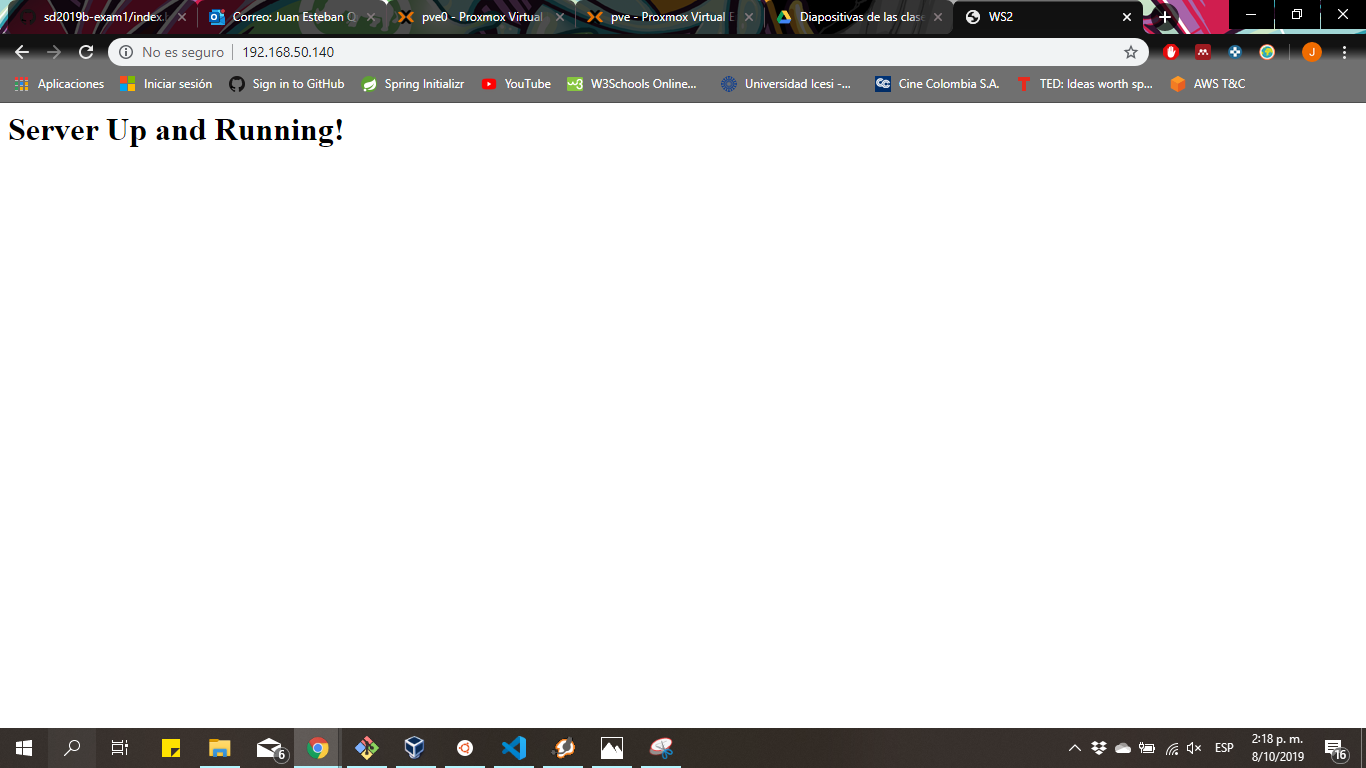 sd2019b-exam1/index.
Correo: Juan Esteban Q
pve0 - Proxmox Virtual
pve - Proxmox Virtual E
Diapositivas de las clase
WS2
No es seguro
192.168.50.140
J
Aplicaciones
Iniciar sesión
Sign in to GitHub
Spring Initializr
YouTube
W3Schools Online...
Universidad Icesi -...
Cine Colombia S.A.
TED: Ideas worth sp...
AWS T&C
Server Up and Running!
6
ESP
2:18 p. m.
8/10/2019
16